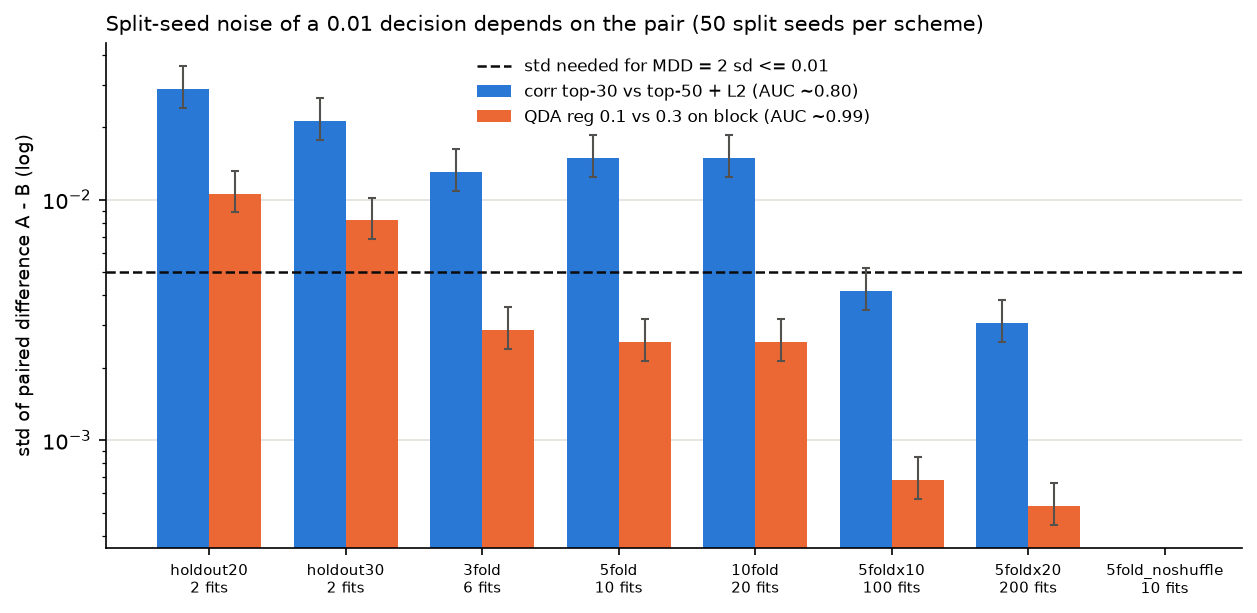 Split-seed noise of a 0.01 decision depends on the pair (50 split seeds per scheme)
std needed for MDD = 2 sd <= 0.01
corr top-30 vs top-50 + L2 (AUC ~0.80)
QDA reg 0.1 vs 0.3 on block (AUC ~0.99)
std of paired difference A - B (log)
10⁻²
10⁻³
holdout20
2 fits
holdout30
2 fits
3fold
6 fits
5fold
10 fits
10fold
20 fits
5foldx10
100 fits
5foldx20
200 fits
5fold_noshuffle
10 fits